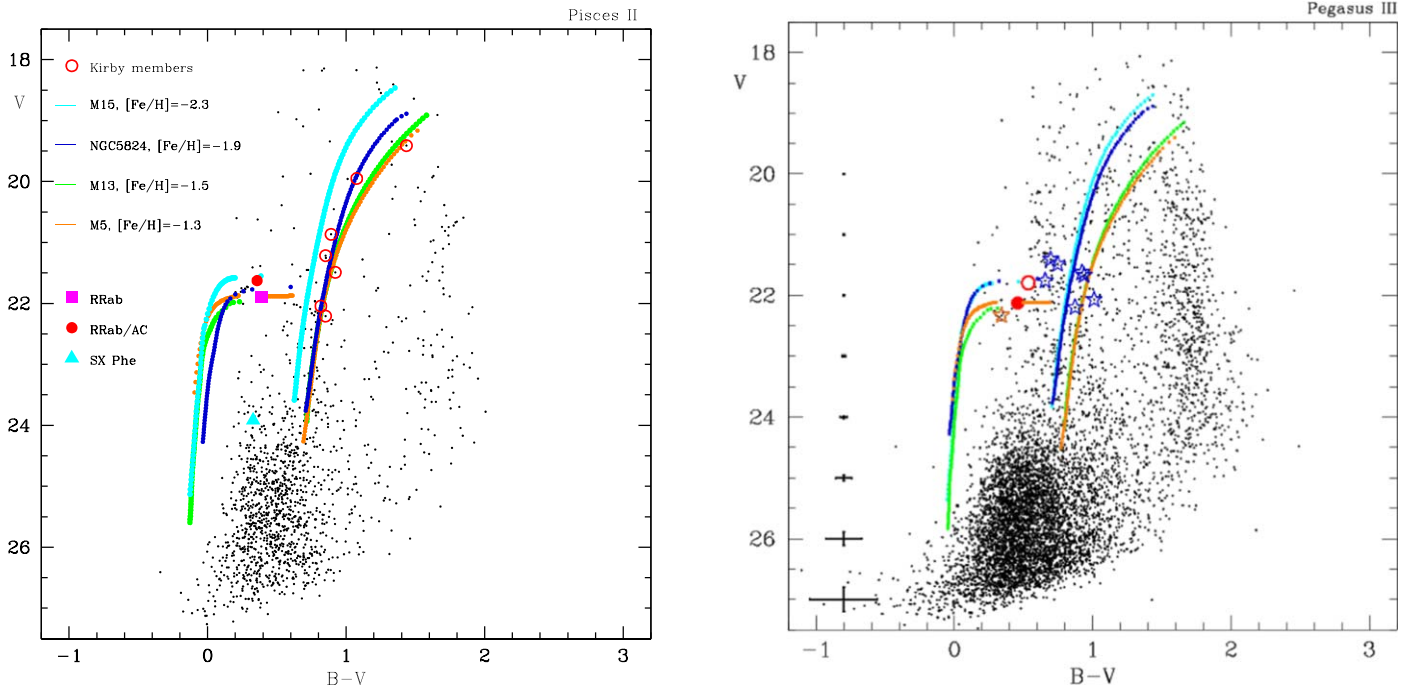 Pisces II
18
20
22
24
26
V
Kirby members
M15, [Fe/H]=−2.3
NGC5824, [Fe/H]=−1.9
M13, [Fe/H]=−1.5
M5, [Fe/H]=−1.3
RRab
RRab/AC
SX Phe
−1
0
1
2
3
B−V
Pegasus III
18
20
22
24
26
V
−1
0
1
2
3
B−V